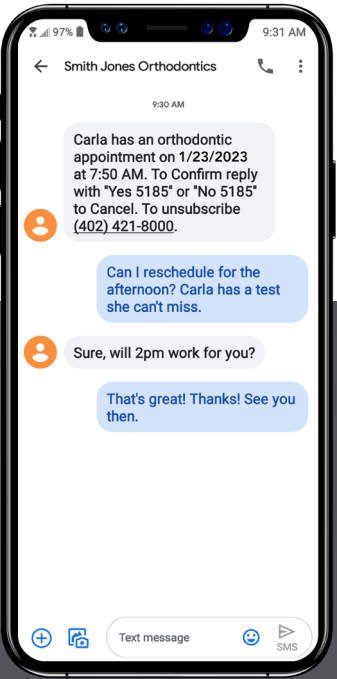 97% 9:31 AM
Smith Jones Orthodontics
9:30 AM
Carla has an orthodontic
appointment on 1/23/2023
at 7:50 AM. To Confirm reply
with "Yes 5185" or "No 5185"
to Cancel. To unsubscribe
(402) 421-8000.
Can I reschedule for the
afternoon? Carla has a test
she can't miss.
Sure, will 2pm work for you?
That's great! Thanks! See you
then.
Text message
SMS